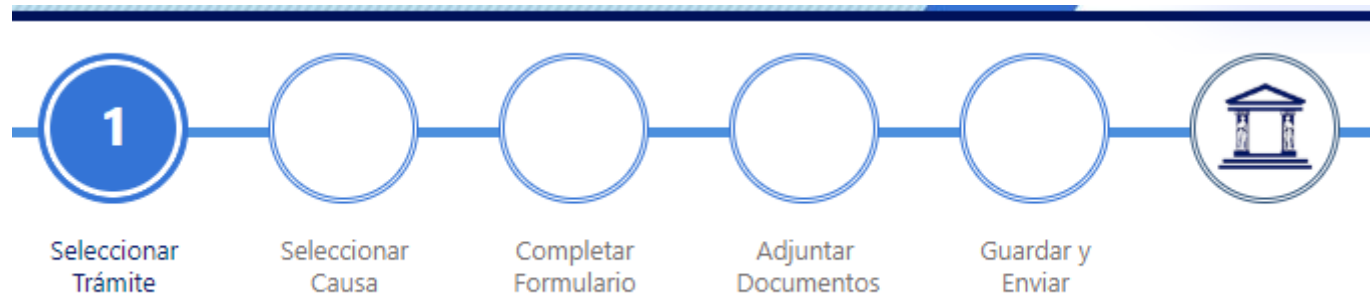 1
Seleccionar
Trámite
Seleccionar
Causa
Completar
Formulario
Adjuntar
Documentos
Guardar y
Enviar